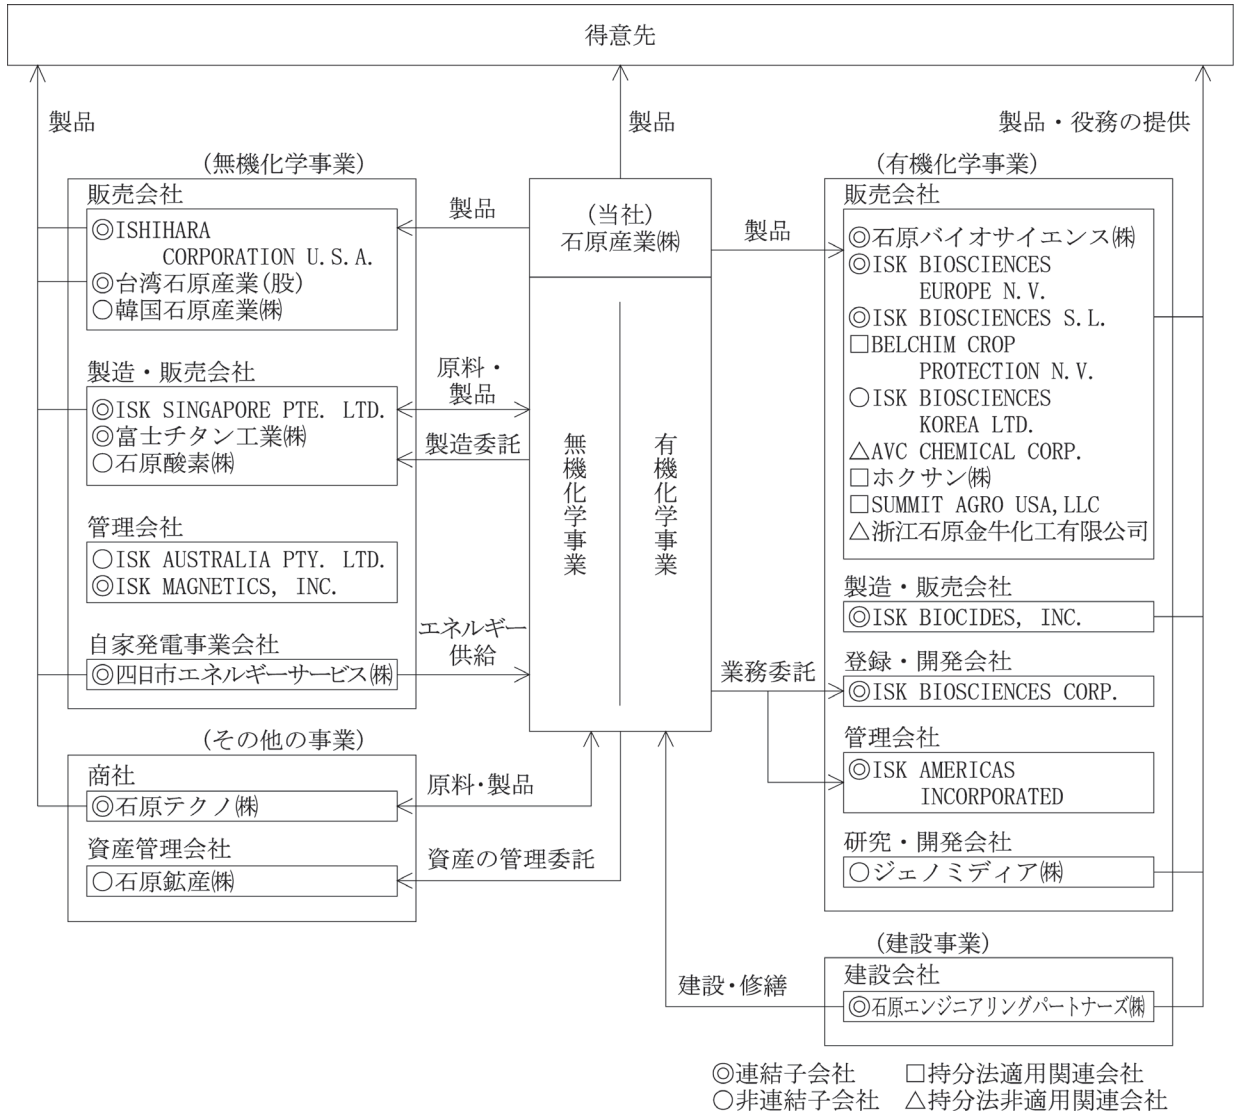 得意先
製品
製品
製品・役務の提供
(無機化学事業)
販売会社
◎ISHIHARA
CORPORATION U.S.A.
◎台湾石原産業(股)
○韓国石原産業㈱
製造・販売会社
◎ISK SINGAPORE PTE. LTD.
◎富士チタン工業㈱
○石原酸素㈱
管理会社
○ISK AUSTRALIA PTY. LTD.
◎ISK MAGNETICS, INC.
自家発電事業会社
◎四日市エネルギーサービス㈱
(その他の事業)
商社
◎石原テクノ㈱
資産管理会社
○石原鉱産㈱
製品
原料・
製品
製造委託
エネルギー
供給
原料・製品
資産の管理委託
(当社)
石原産業㈱
無機化学事業
有機化学事業
製品
業務委託
建設・修繕
(有機化学事業)
販売会社
◎石原バイオサイエンス㈱
◎ISK BIOSCIENCES
EUROPE N.V.
◎ISK BIOSCIENCES S.L.
□BELCHIM CROP
PROTECTION N.V.
○ISK BIOSCIENCES
KOREA LTD.
△AVC CHEMICAL CORP.
□ホクサン㈱
□SUMMIT AGRO USA,LLC
△浙江石原金牛化工有限公司
製造・販売会社
◎ISK BIOCIDES, INC.
登録・開発会社
◎ISK BIOSCIENCES CORP.
管理会社
◎ISK AMERICAS
INCORPORATED
研究・開発会社
○ジェノミディア㈱
(建設事業)
建設会社
◎石原エンジニアリングパートナーズ㈱
◎連結子会社 □持分法適用関連会社
○非連結子会社 △持分法非適用関連会社